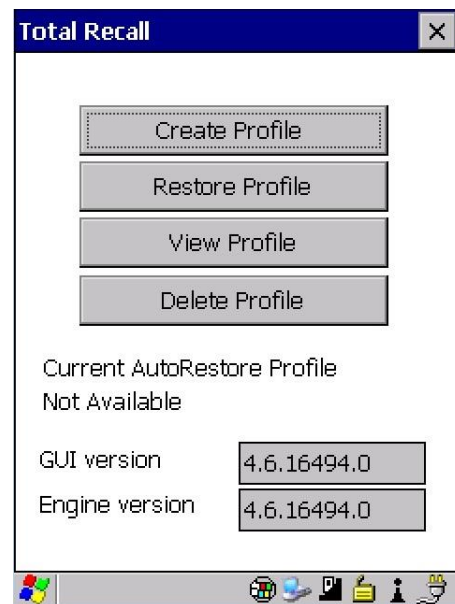 Total Recall
Create Profile
Restore Profile
View Profile
Delete Profile
Current AutoRestore Profile
Not Available
GUI version 4.6.16494.0
Engine version 4.6.16494.0